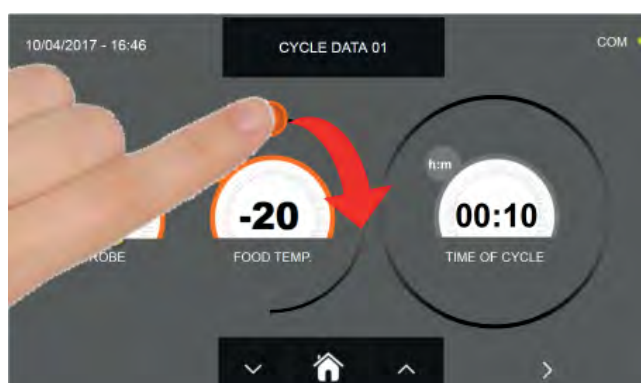 10/04/2017 - 16:46
CYCLE DATA 01
COM
h:m
-20
00:10
ROBE
FOOD TEMP.
TIME OF CYCLE